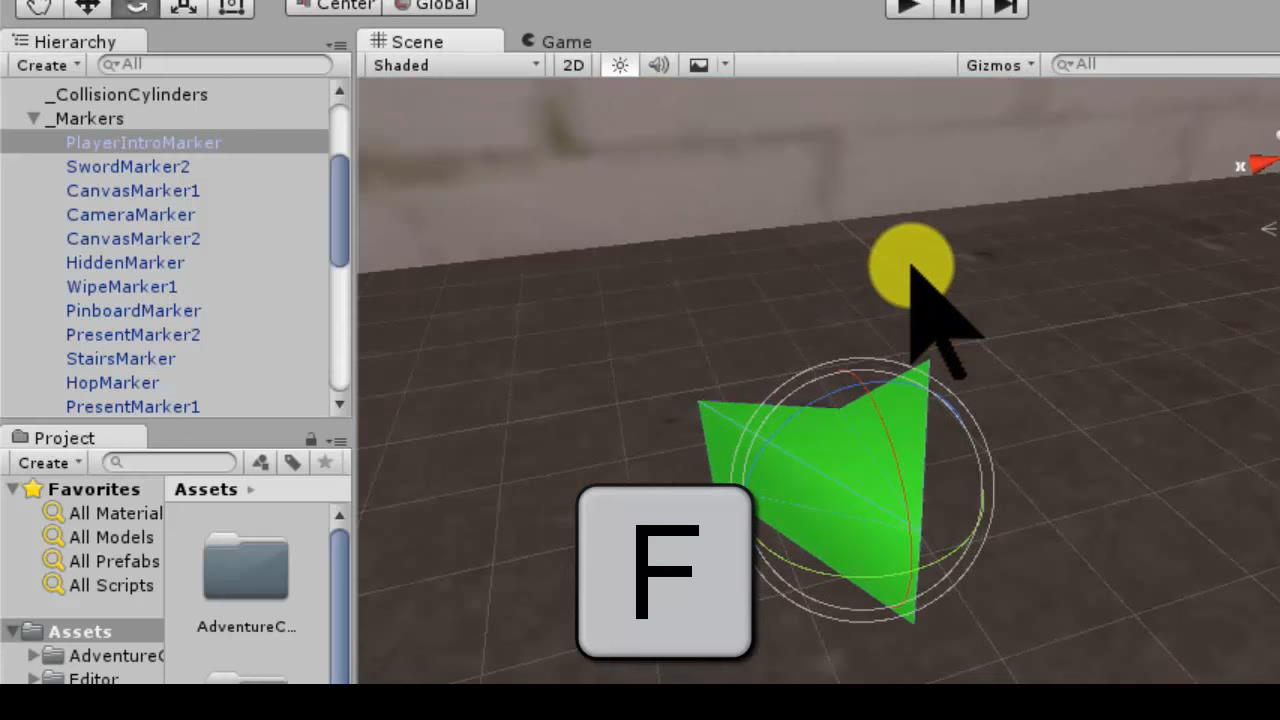 Center Global
Hierarchy
Scene
Game
Create
All
Shaded
2D
Gizmos
All
_CollisionCylinders
_Markers
PlayerIntroMarker
SwordMarker2
CanvasMarker1
CameraMarker
CanvasMarker2
HiddenMarker
WipeMarker1
PinboardMarker
PresentMarker2
StairsMarker
HopMarker
PresentMarker1
x
Project
Create
Favorites
All Material
All Models
All Prefabs
All Scripts
Assets
AdventureC
Editor
Assets
AdventureC...
F